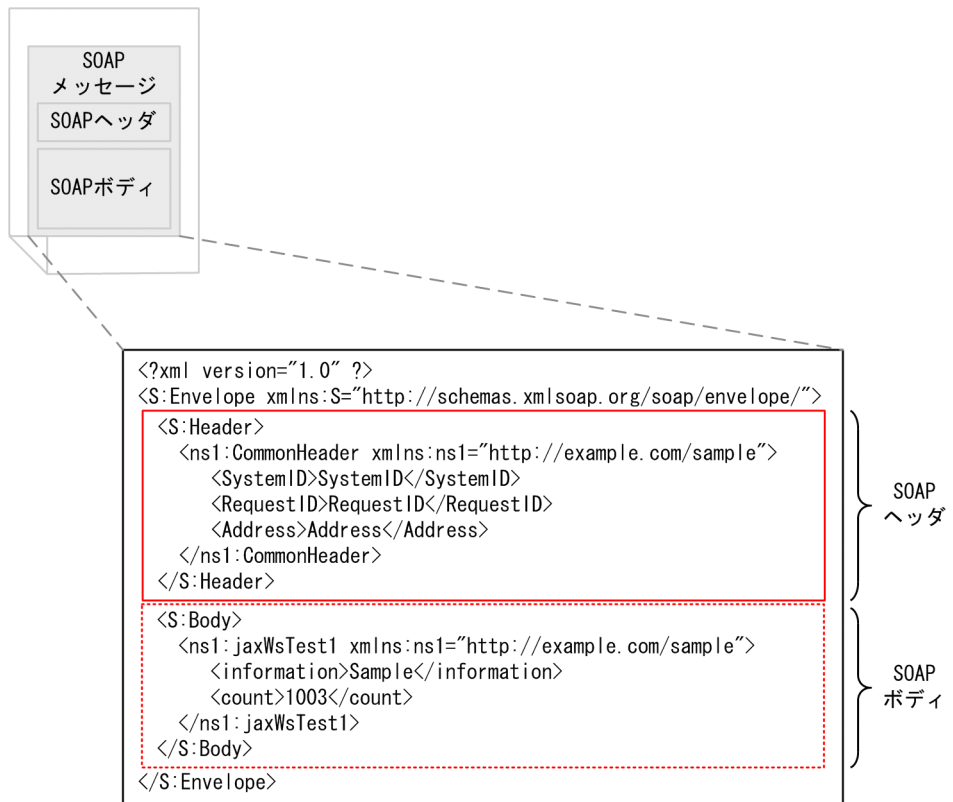 SOAP
メッセージ
SOAPヘッダ
SOAPボディ
<?xml version="1.0" ?>
<S:Envelope xmlns:S="http://schemas.xmlsoap.org/soap/envelope/">
<S:Header>
<ns1:CommonHeader xmlns:ns1="http://example.com/sample">
<SystemID>SystemID</SystemID>
<RequestID>RequestID</RequestID>
<Address>Address</Address>
</ns1:CommonHeader>
</S:Header>
SOAP
ヘッダ
<S:Body>
<ns1:jaxWsTest1 xmlns:ns1="http://example.com/sample">
<information>Sample</information>
<count>1003</count>
</ns1:jaxWsTest1>
</S:Body>
SOAP
ボディ
</S:Envelope>